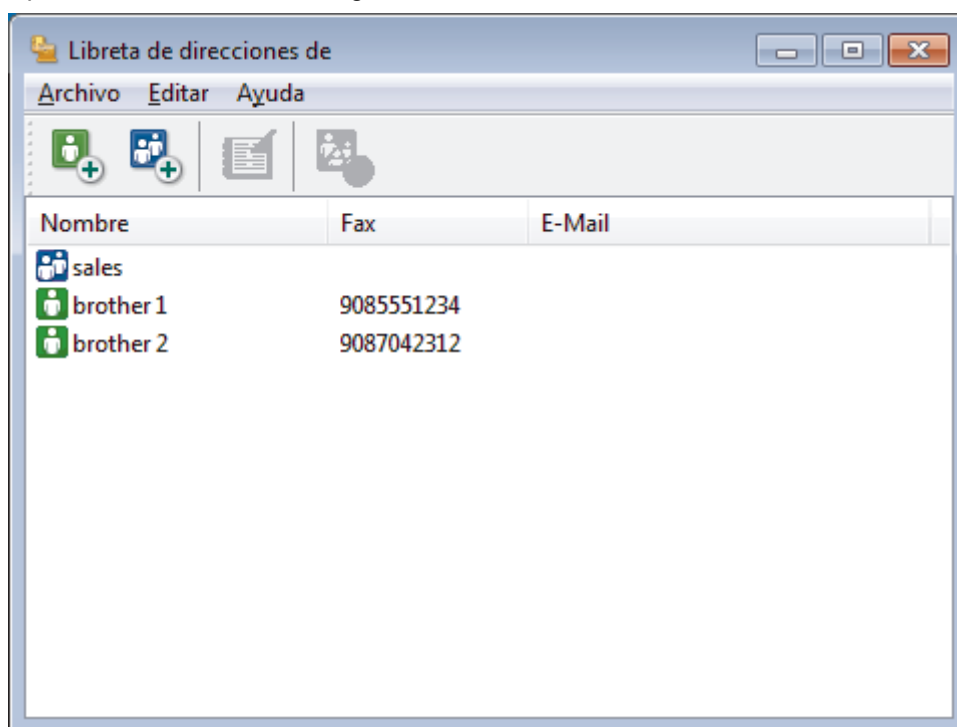 Libreta de direcciones de
Archivo Editar Ayuda
Nombre Fax E-Mail
sales
brother 1 9085551234
brother 2 9087042312